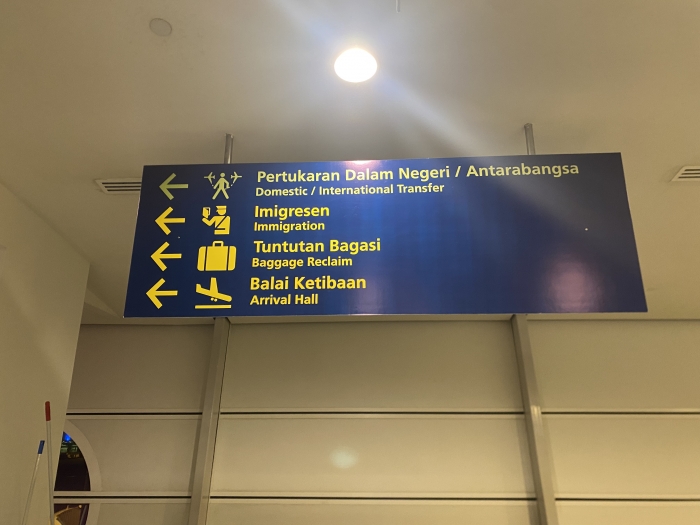 Pertukaran Dalam Negeri / Antarabangsa
Domestic / International Transfer
Imigresen
Immigration
Tuntutan Bagasi
Baggage Reclaim
Balai Ketibaan
Arrival Hall